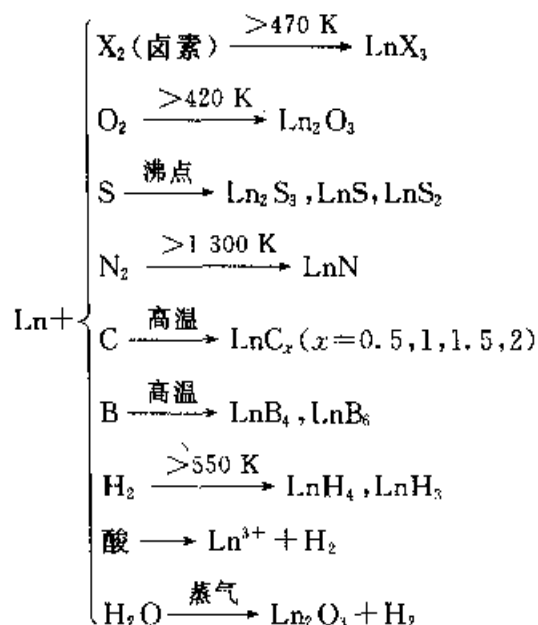 Ln+
X₂(卤素) >470 K → LnX₃
O₂ >420 K → Ln₂O₃
S 沸点 → Ln₂S₃,LnS,LnS₂
N₂ >1 300 K → LnN
C 高温 → LnCₓ(x=0.5,1,1.5,2)
B 高温 → LnB₄,LnB₆
H₂ >550 K → LnH₄,LnH₃
酸 → Ln³⁺+H₂
H₂O 蒸气 → Ln₂O₃+H₂